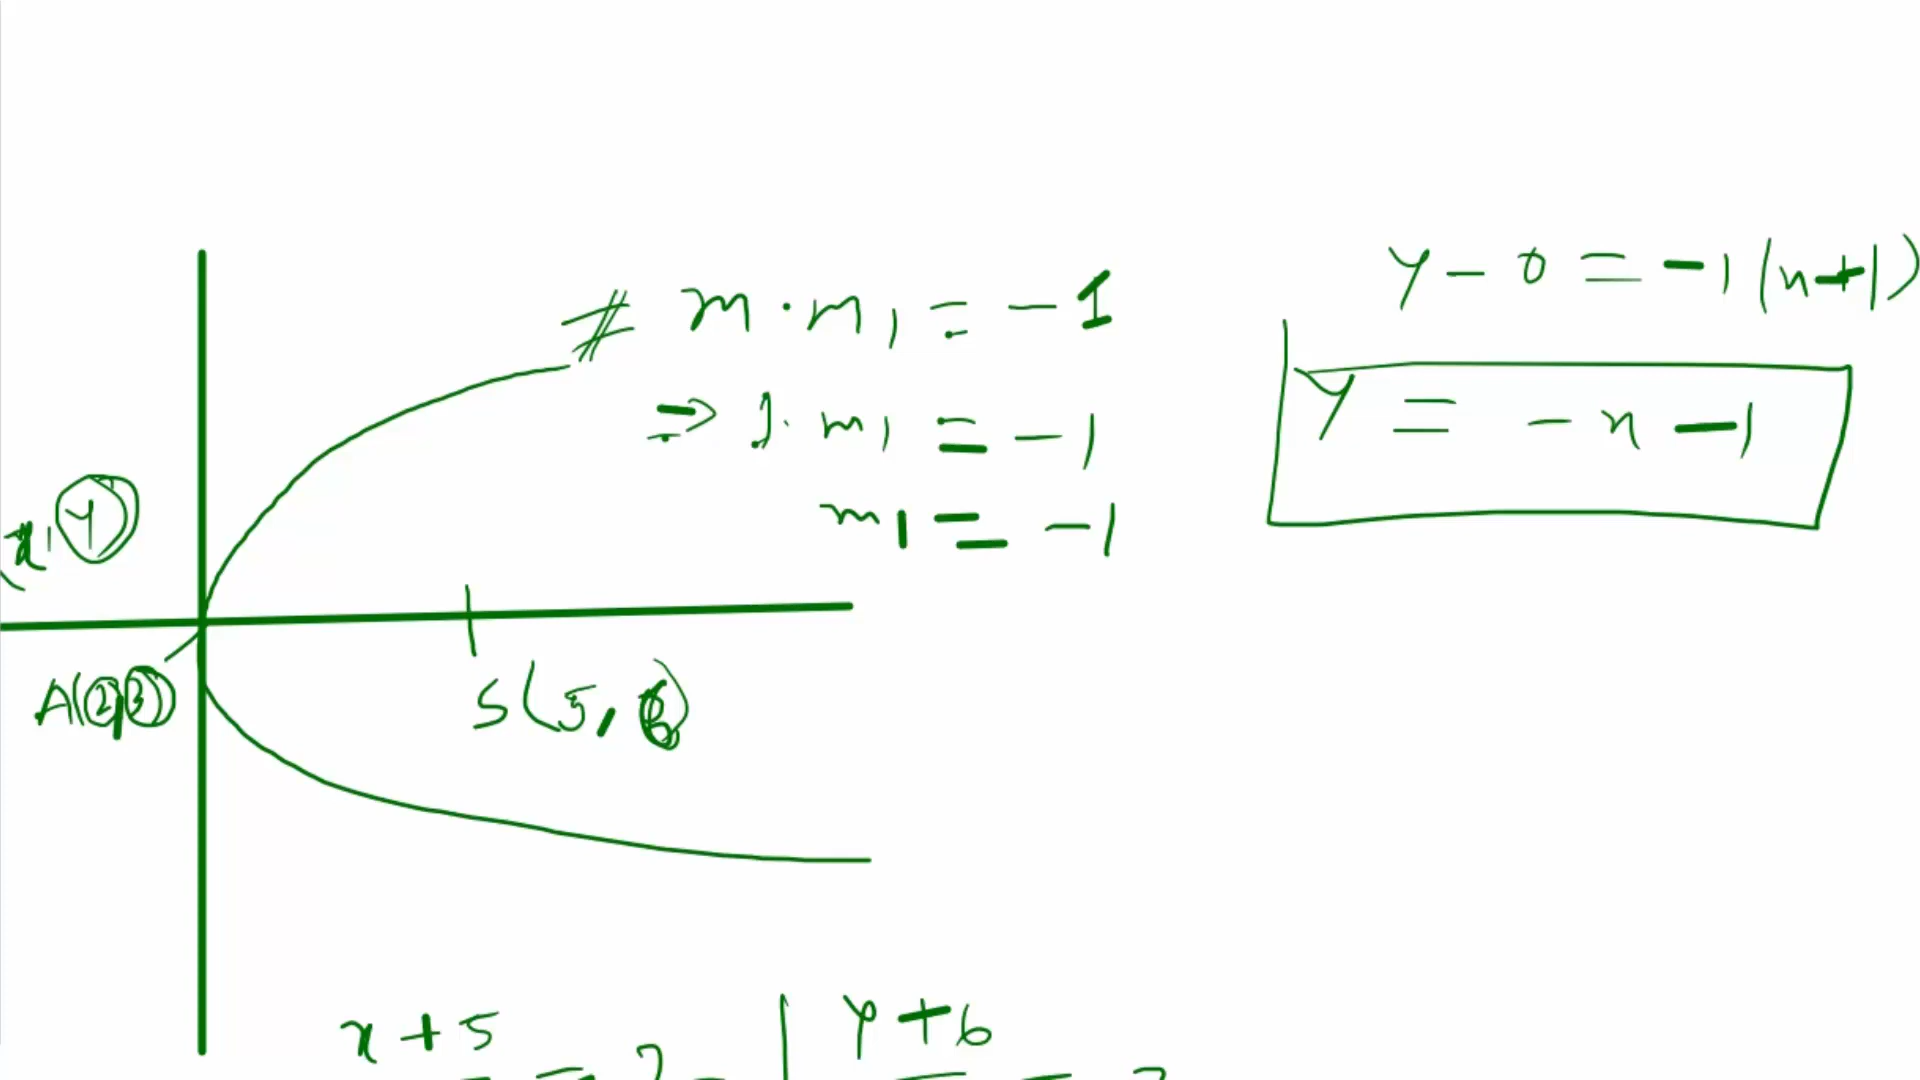 y - 0 = -1(x+1)
# m · m1 = -1
y = -x - 1
⇒ 1 · m1 = -1
m1 = -1
(x, y)
A(2, 3)
S(5, 6)
x + 5
y + 6